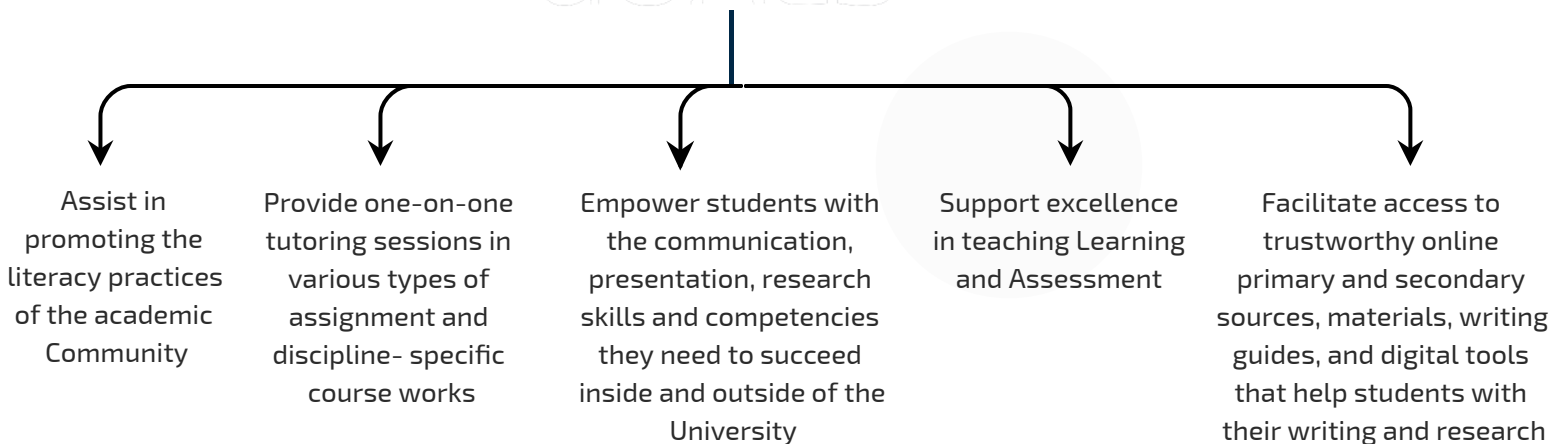 Assist in
promoting the
literacy practices
of the academic
Community
Provide one-on-one
tutoring sessions in
various types of
assignment and
discipline- specific
course works
Empower students with
the communication,
presentation, research
skills and competencies
they need to succeed
inside and outside of the
University
Support excellence
in teaching Learning
and Assessment
Facilitate access to
trustworthy online
primary and secondary
sources, materials, writing
guides, and digital tools
that help students with
their writing and research